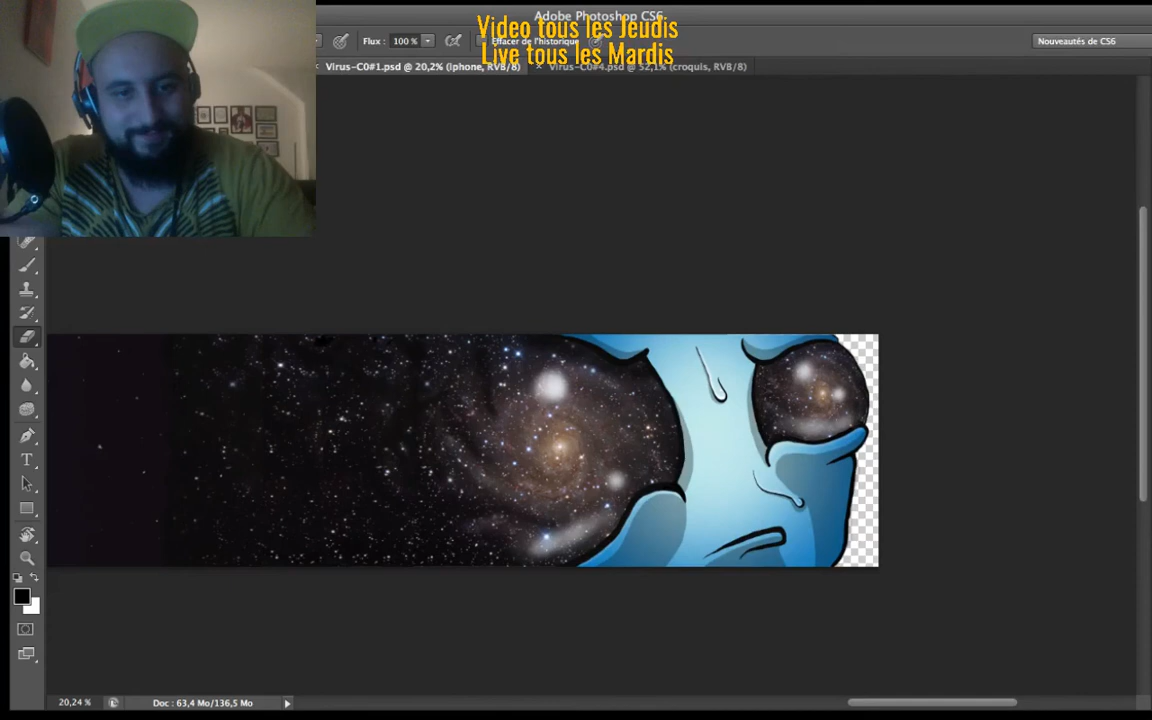 Adobe Photoshop CS6
Video tous les Jeudis
Flux : 100 %
Effacer de l'historique
Live tous les Mardis
Nouveautés de CS6
Virus-C0#1.psd @ 20,2% (iphone, RVB/8)
Virus-C0#4.psd @ 52,1% (croquis, RVB/8)
T
20,24 %
Doc : 63,4 Mo/136,5 Mo